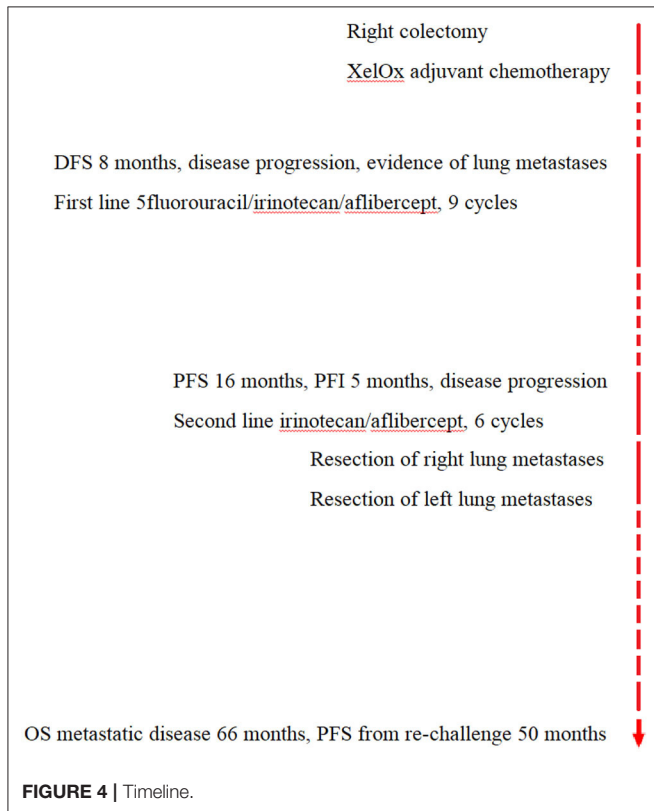 Right colectomy
XelOx adjuvant chemotherapy
DFS 8 months, disease progression, evidence of lung metastases
First line 5fluorouracil/irinotecan/aflibercept, 9 cycles
PFS 16 months, PFI 5 months, disease progression
Second line irinotecan/aflibercept, 6 cycles
Resection of right lung metastases
Resection of left lung metastases
OS metastatic disease 66 months, PFS from re-challenge 50 months
FIGURE 4 | Timeline.